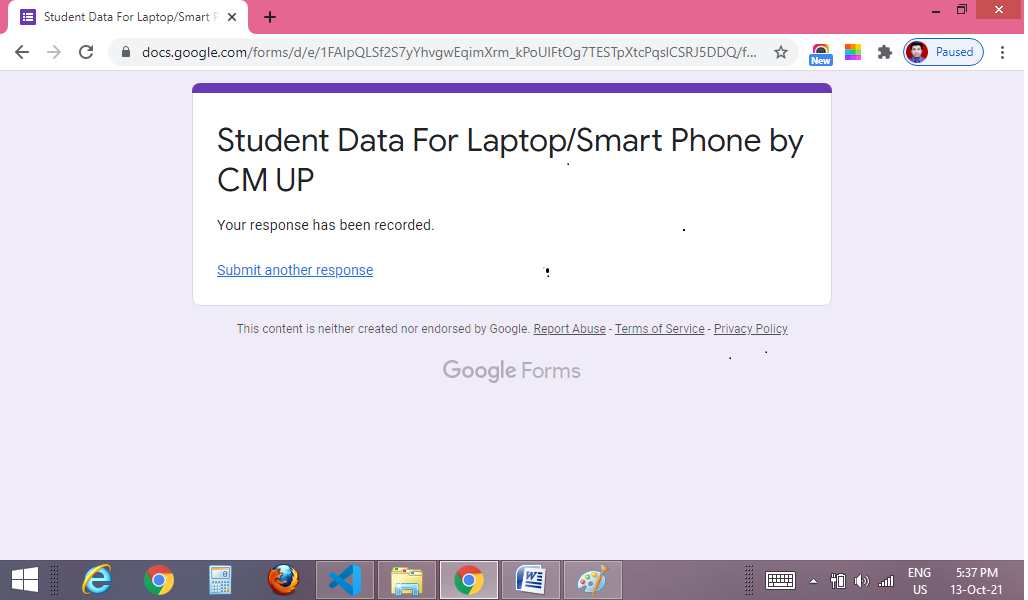 Student Data For Laptop/Smart P
docs.google.com/forms/d/e/1FAIpQLSf2S7yYhvgwEqimXrm_kPoUIFtOg7TESTpXtcPqsICSRJ5DDQ/f...
New
Paused
Student Data For Laptop/Smart Phone by
CM UP
Your response has been recorded.
Submit another response
This content is neither created nor endorsed by Google. Report Abuse - Terms of Service - Privacy Policy
Google Forms
ENG 5:37 PM
US 13-Oct-21